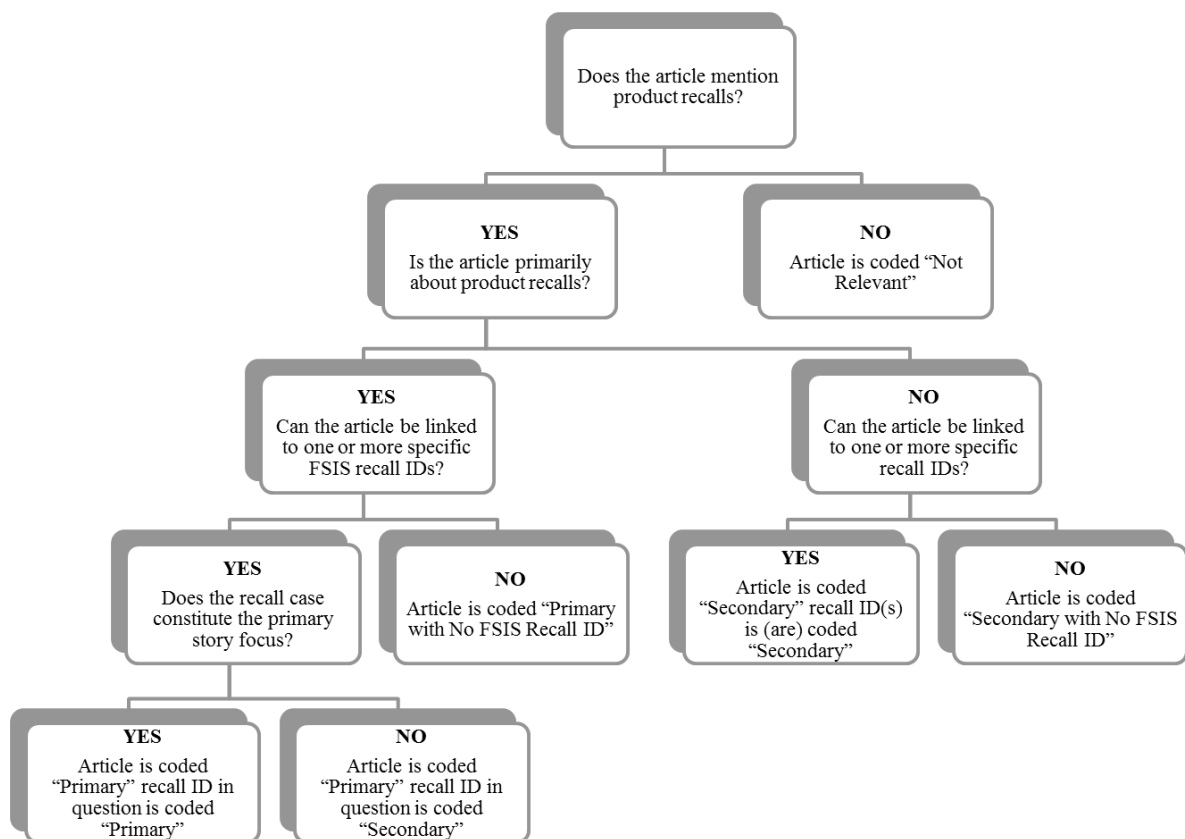 Does the article mention
product recalls?
YES
Is the article primarily
about product recalls?
NO
Article is coded “Not
Relevant”
YES
Can the article be linked
to one or more specific
FSIS recall IDs?
NO
Can the article be linked
to one or more specific
recall IDs?
YES
Does the recall case
constitute the primary
story focus?
NO
Article is coded “Primary
with No FSIS Recall ID”
YES
Article is coded
“Secondary” recall ID(s)
is (are) coded
“Secondary”
NO
Article is coded
“Secondary with No FSIS
Recall ID”
YES
Article is coded
“Primary” recall ID in
question is coded
“Primary”
NO
Article is coded
“Primary” recall ID in
question is coded
“Secondary”